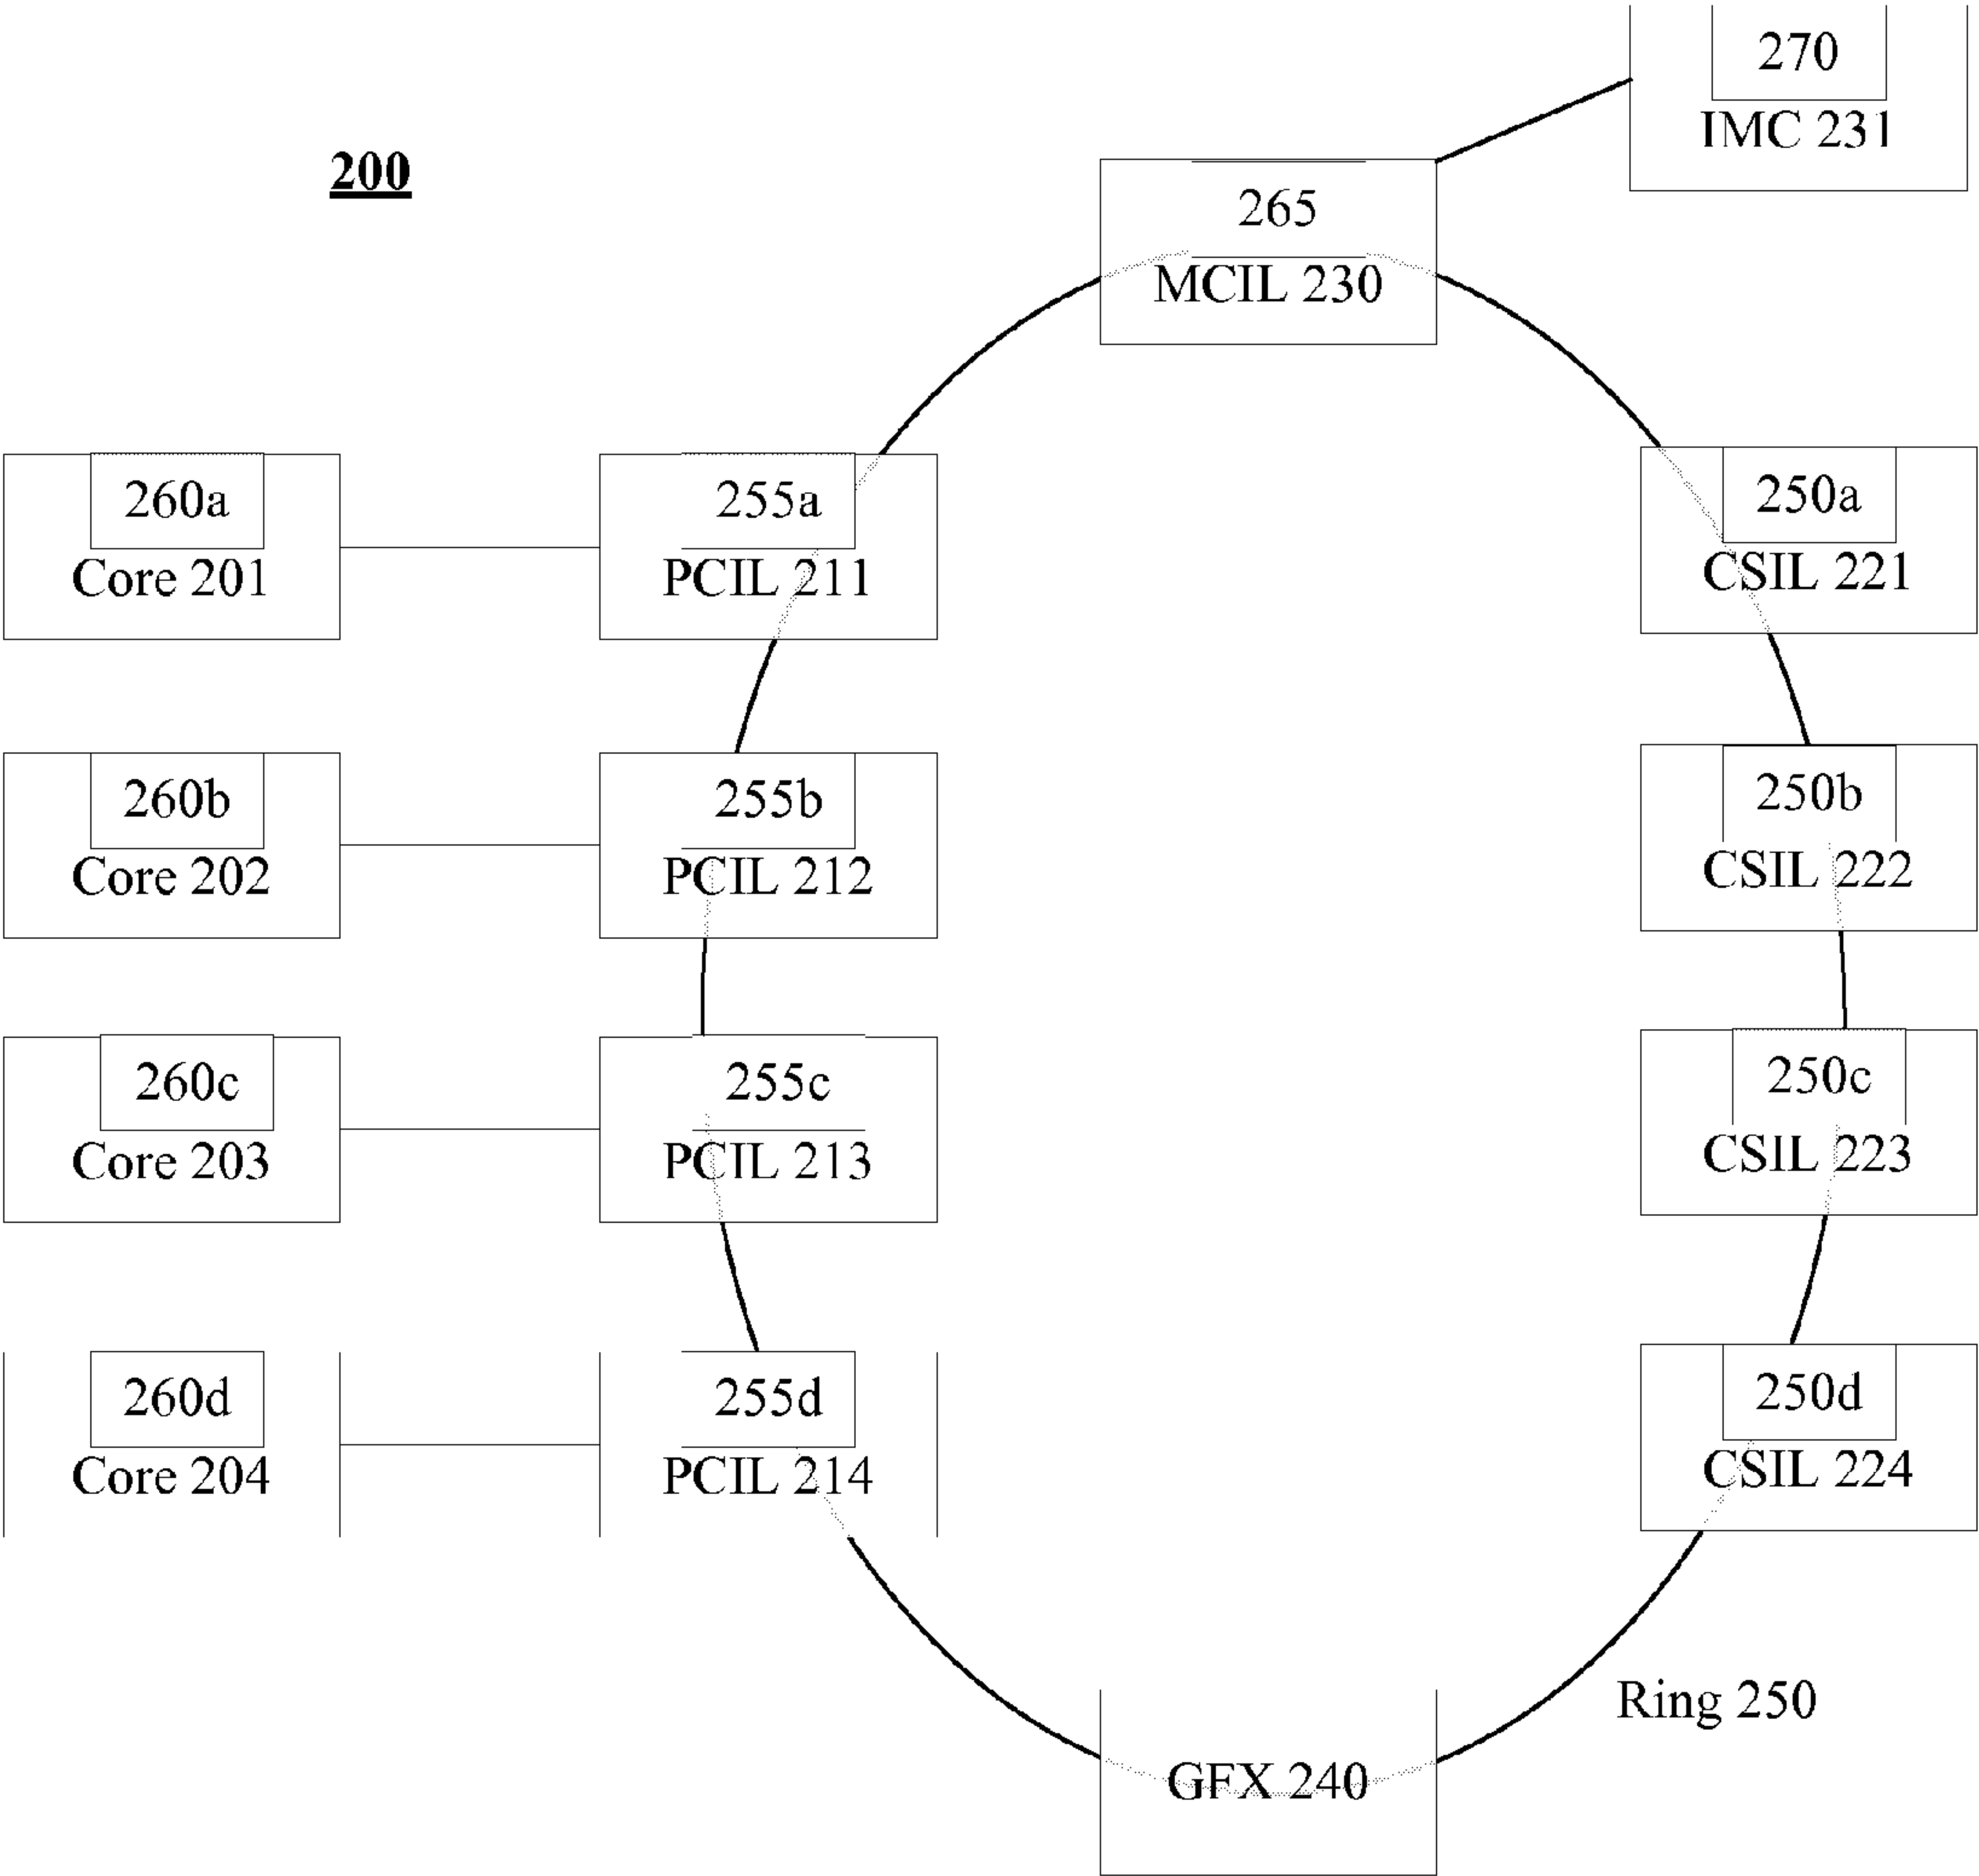 270
IMC 231
200
265
MCIL 230
260a
Core 201
255a
PCIL 211
250a
CSIL 221
260b
Core 202
255b
PCIL 212
250b
CSIL 222
260c
Core 203
255c
PCIL 213
250c
CSIL 223
260d
Core 204
255d
PCIL 214
250d
CSIL 224
Ring 250
GFX 240